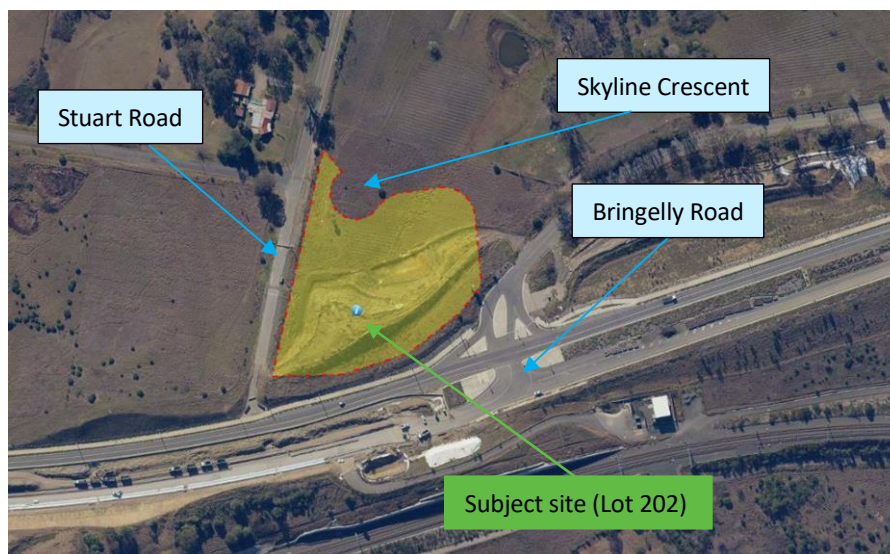 Skyline Crescent
Stuart Road
Bringelly Road
Subject site (Lot 202)